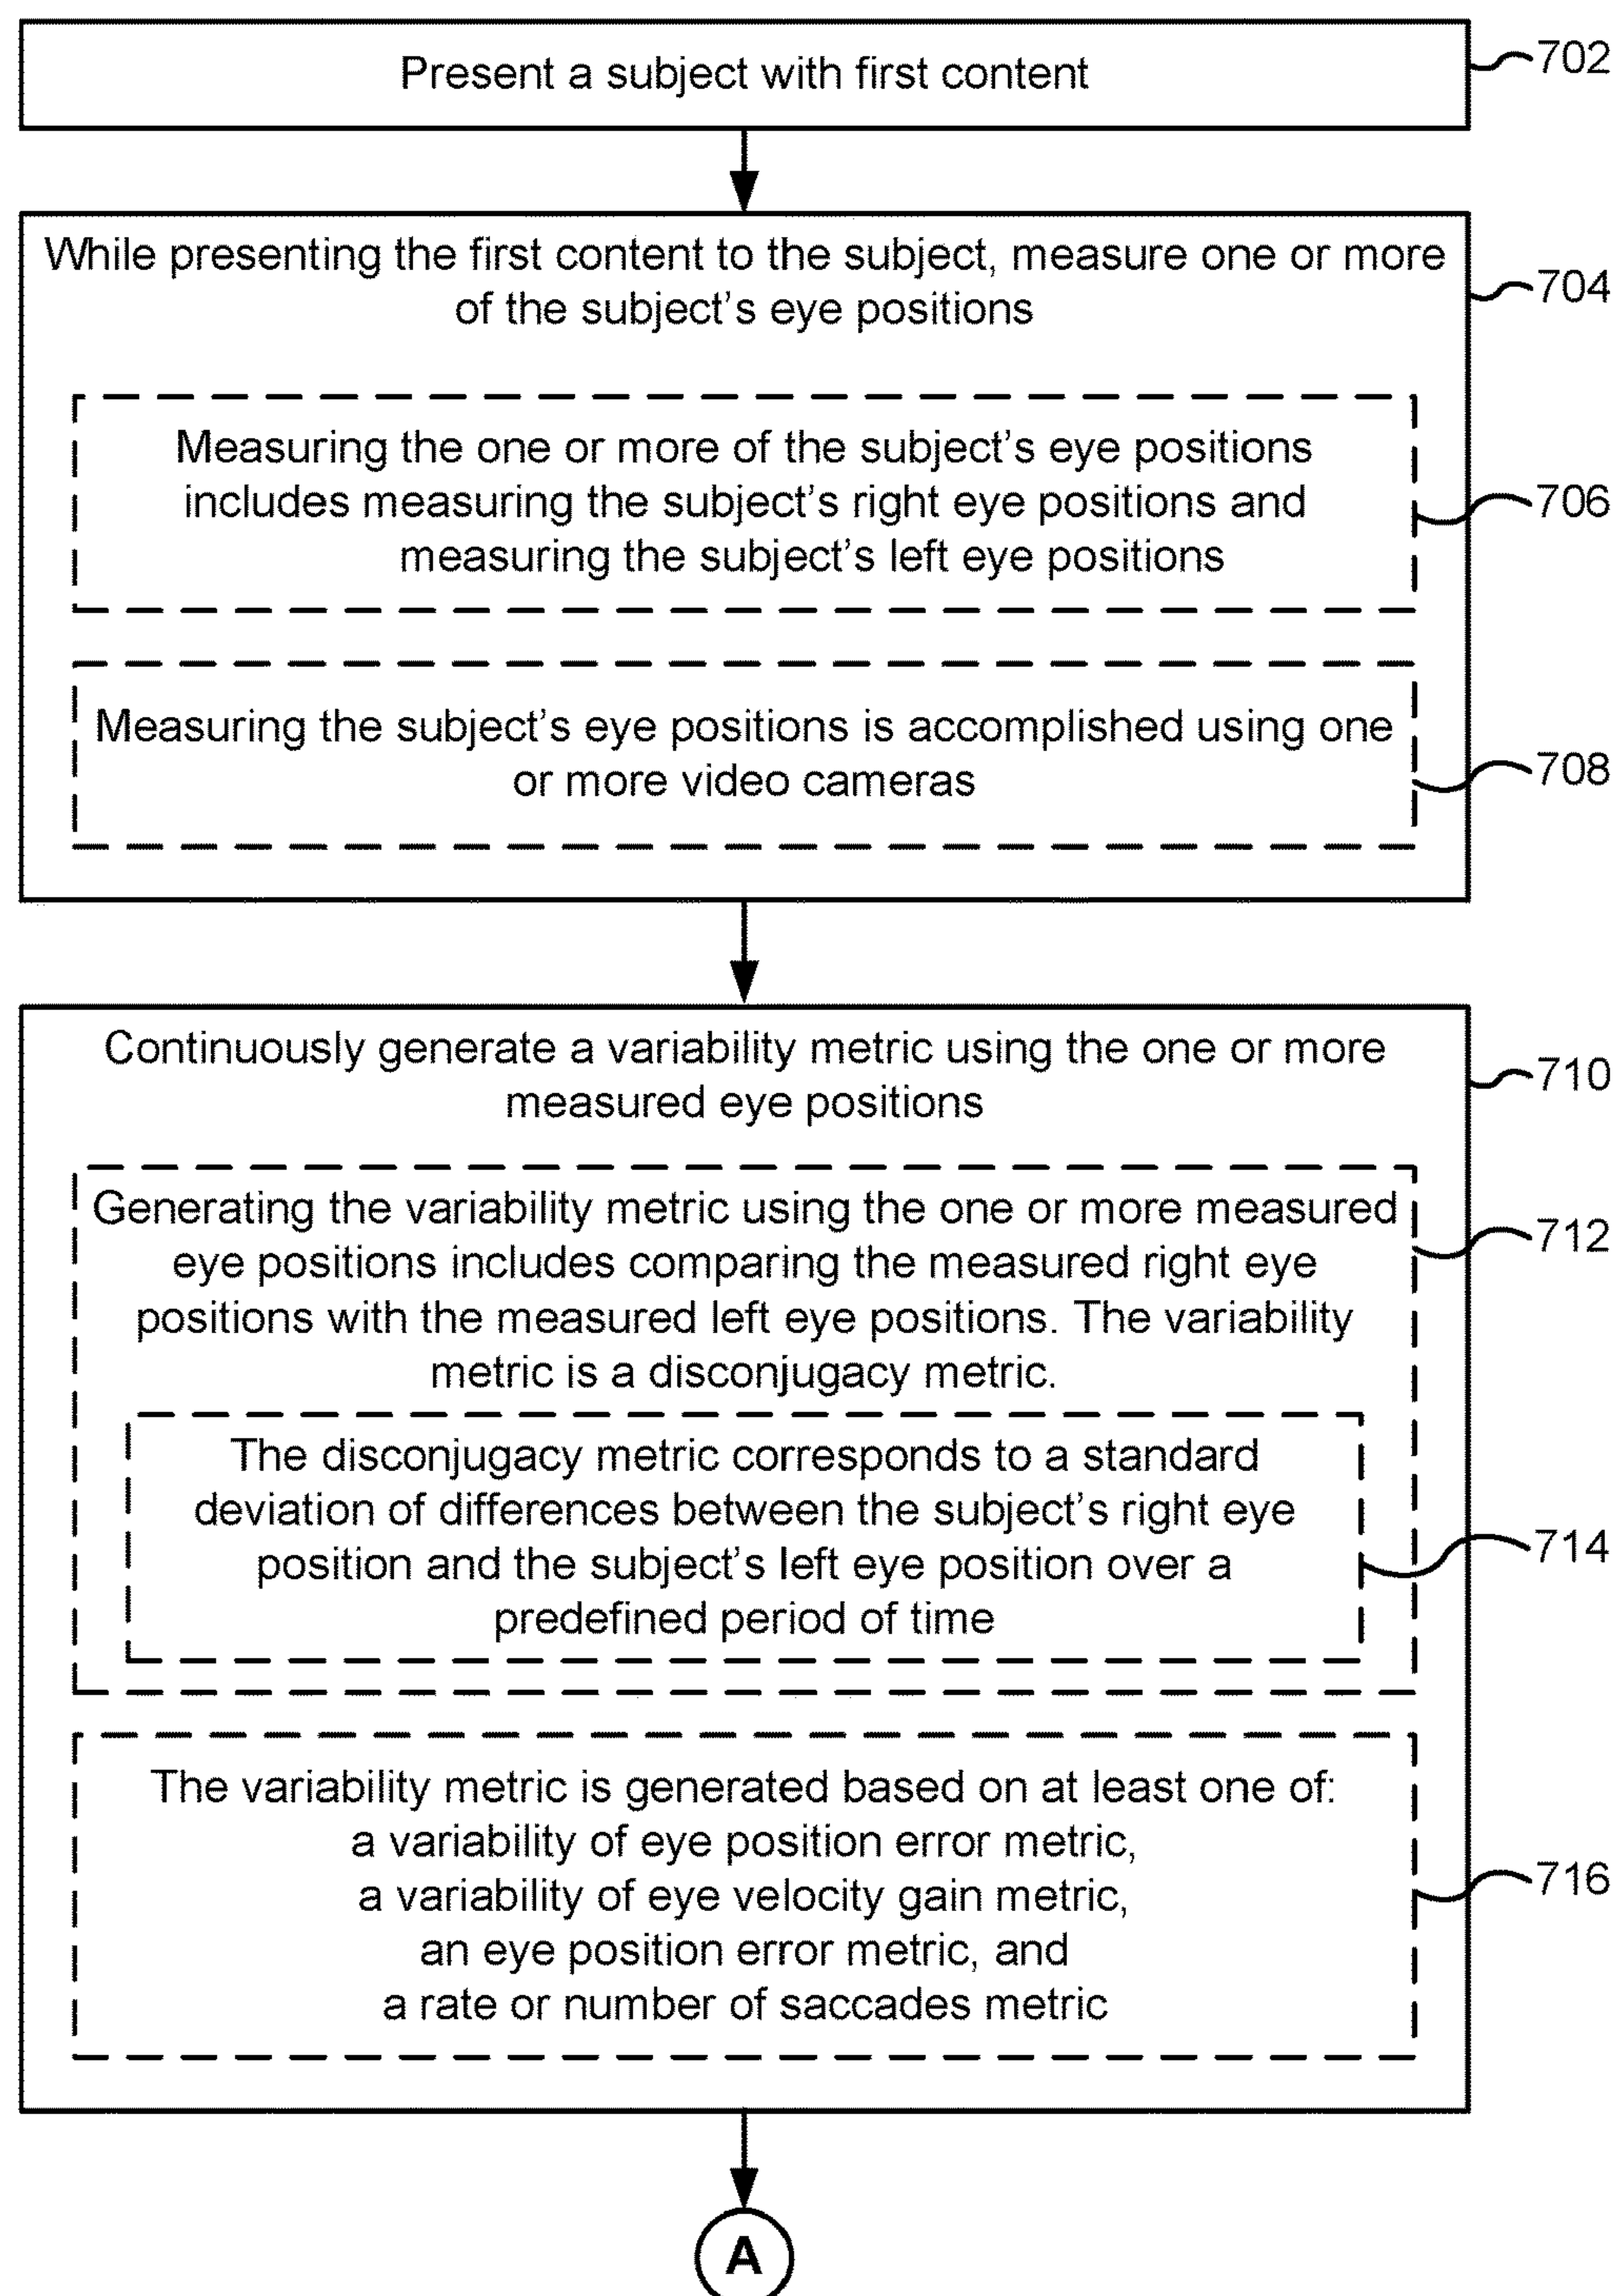 Present a subject with first content
702
While presenting the first content to the subject, measure one or more
of the subject's eye positions
704
Measuring the one or more of the subject's eye positions
includes measuring the subject's right eye positions and
measuring the subject's left eye positions
706
Measuring the subject's eye positions is accomplished using one
or more video cameras
708
Continuously generate a variability metric using the one or more
measured eye positions
710
Generating the variability metric using the one or more measured
eye positions includes comparing the measured right eye
positions with the measured left eye positions. The variability
metric is a disconjugacy metric.
712
The disconjugacy metric corresponds to a standard
deviation of differences between the subject's right eye
position and the subject's left eye position over a
predefined period of time
714
The variability metric is generated based on at least one of:
a variability of eye position error metric,
a variability of eye velocity gain metric,
an eye position error metric, and
a rate or number of saccades metric
716
A